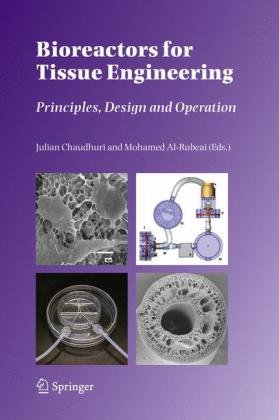 Bioreactors for
Tissue Engineering
Principles, Design and Operation
Julian Chaudhuri and Mohamed Al-Rubeai (Eds.)
Springer